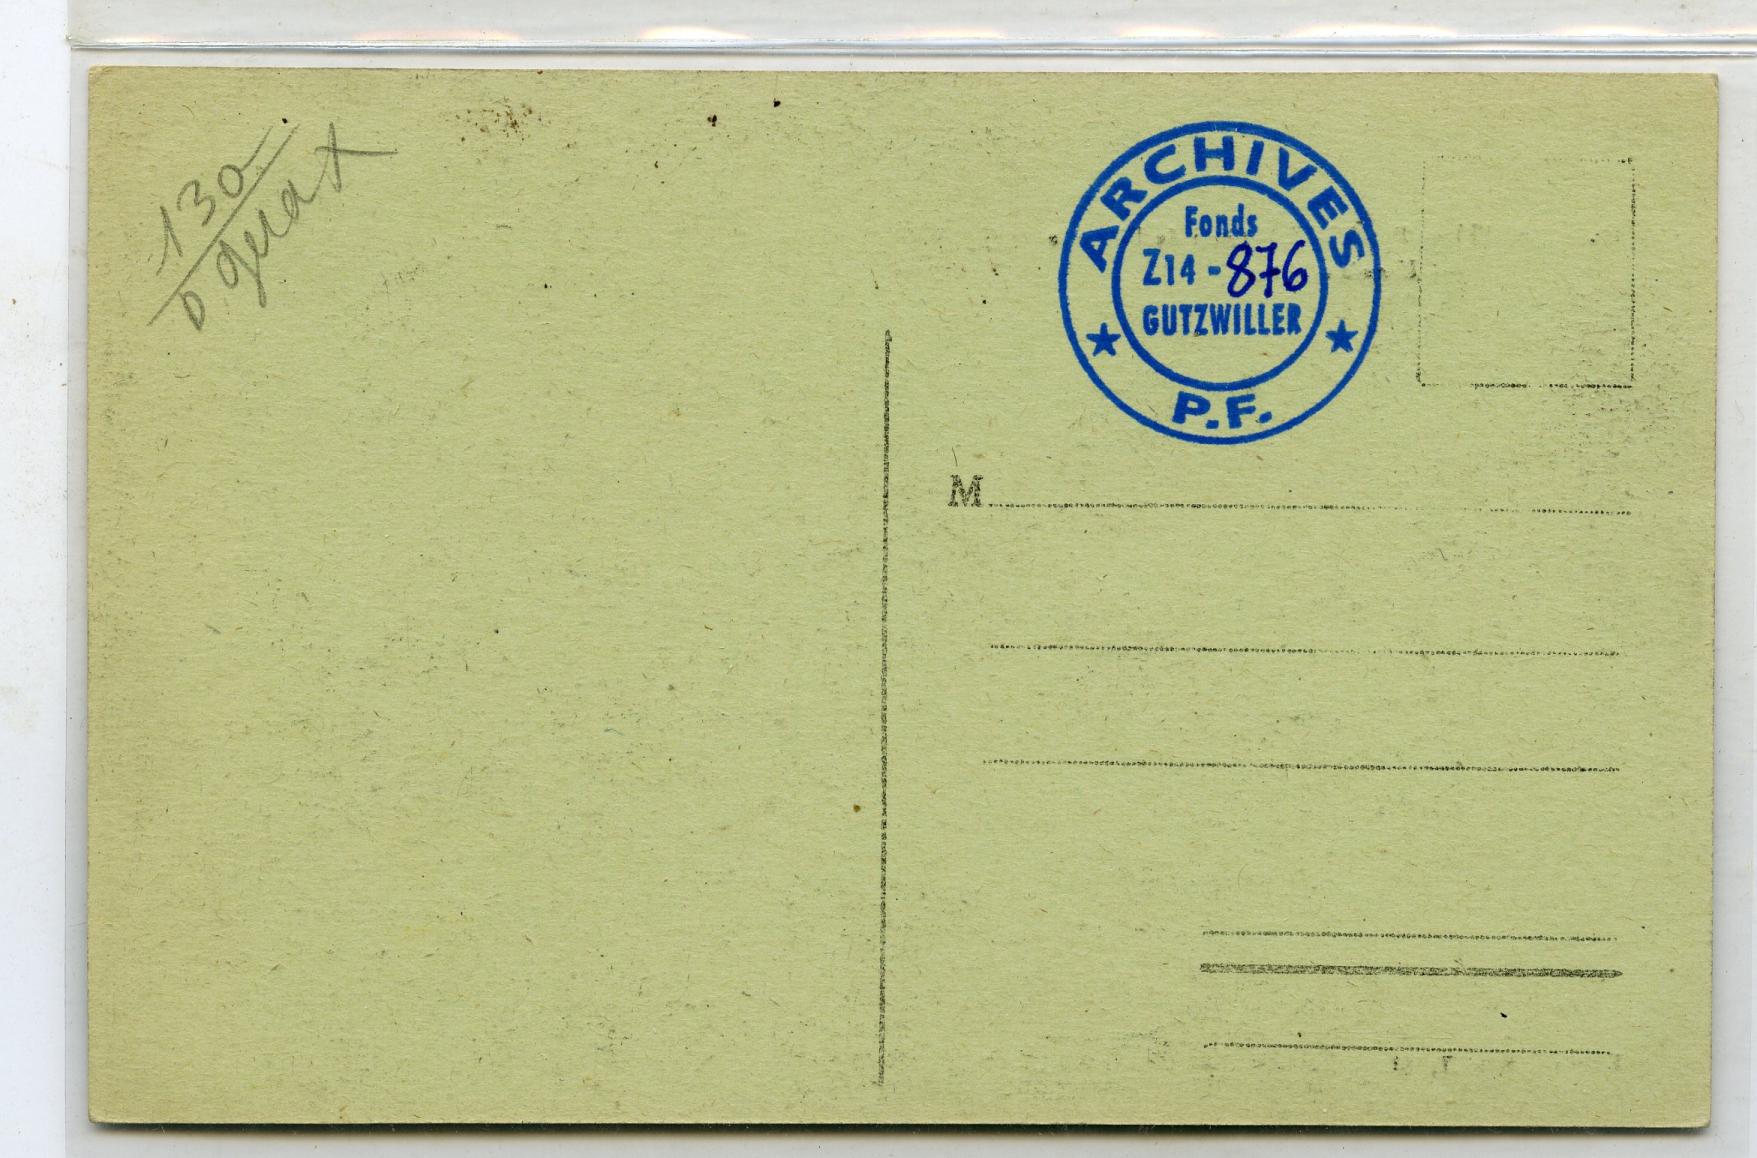 130
ARCHIVES
Fonds
Z14 - 876
GUTZWILLER
P.F.
M